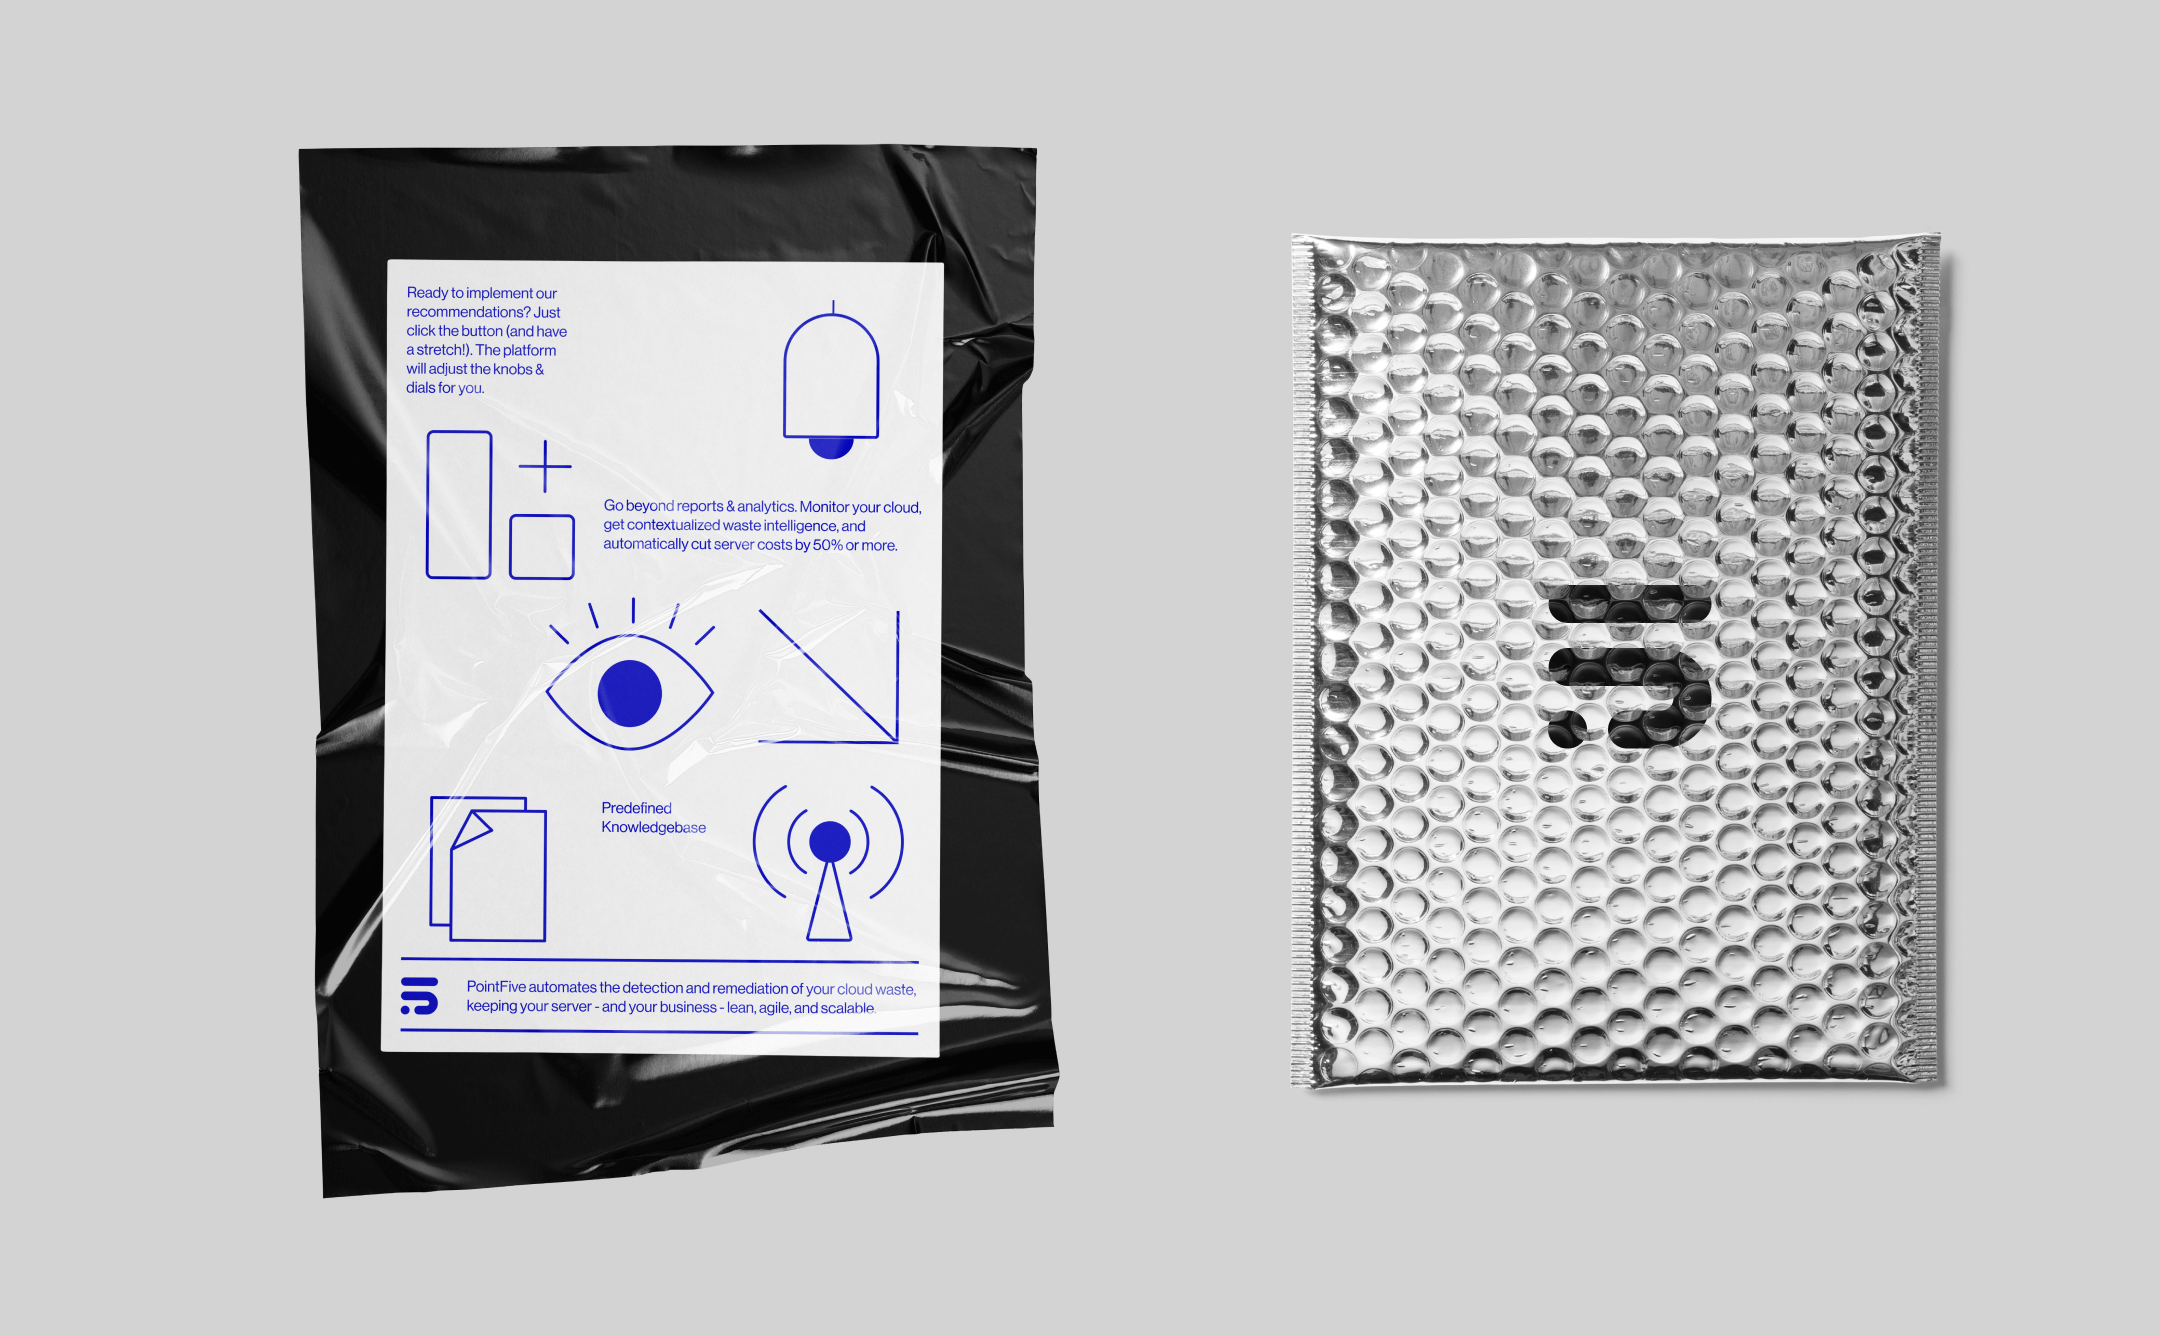 Ready to implement our
recommendations? Just
click the button (and have
a stretch!). The platform
will adjust the knobs &
dials for you.
Go beyond reports & analytics. Monitor your cloud,
get contextualized waste intelligence, and
automatically cut server costs by 50% or more.
Predefined
Knowledgebase
PointFive automates the detection and remediation of your cloud waste,
keeping your server - and your business - lean, agile, and scalable.